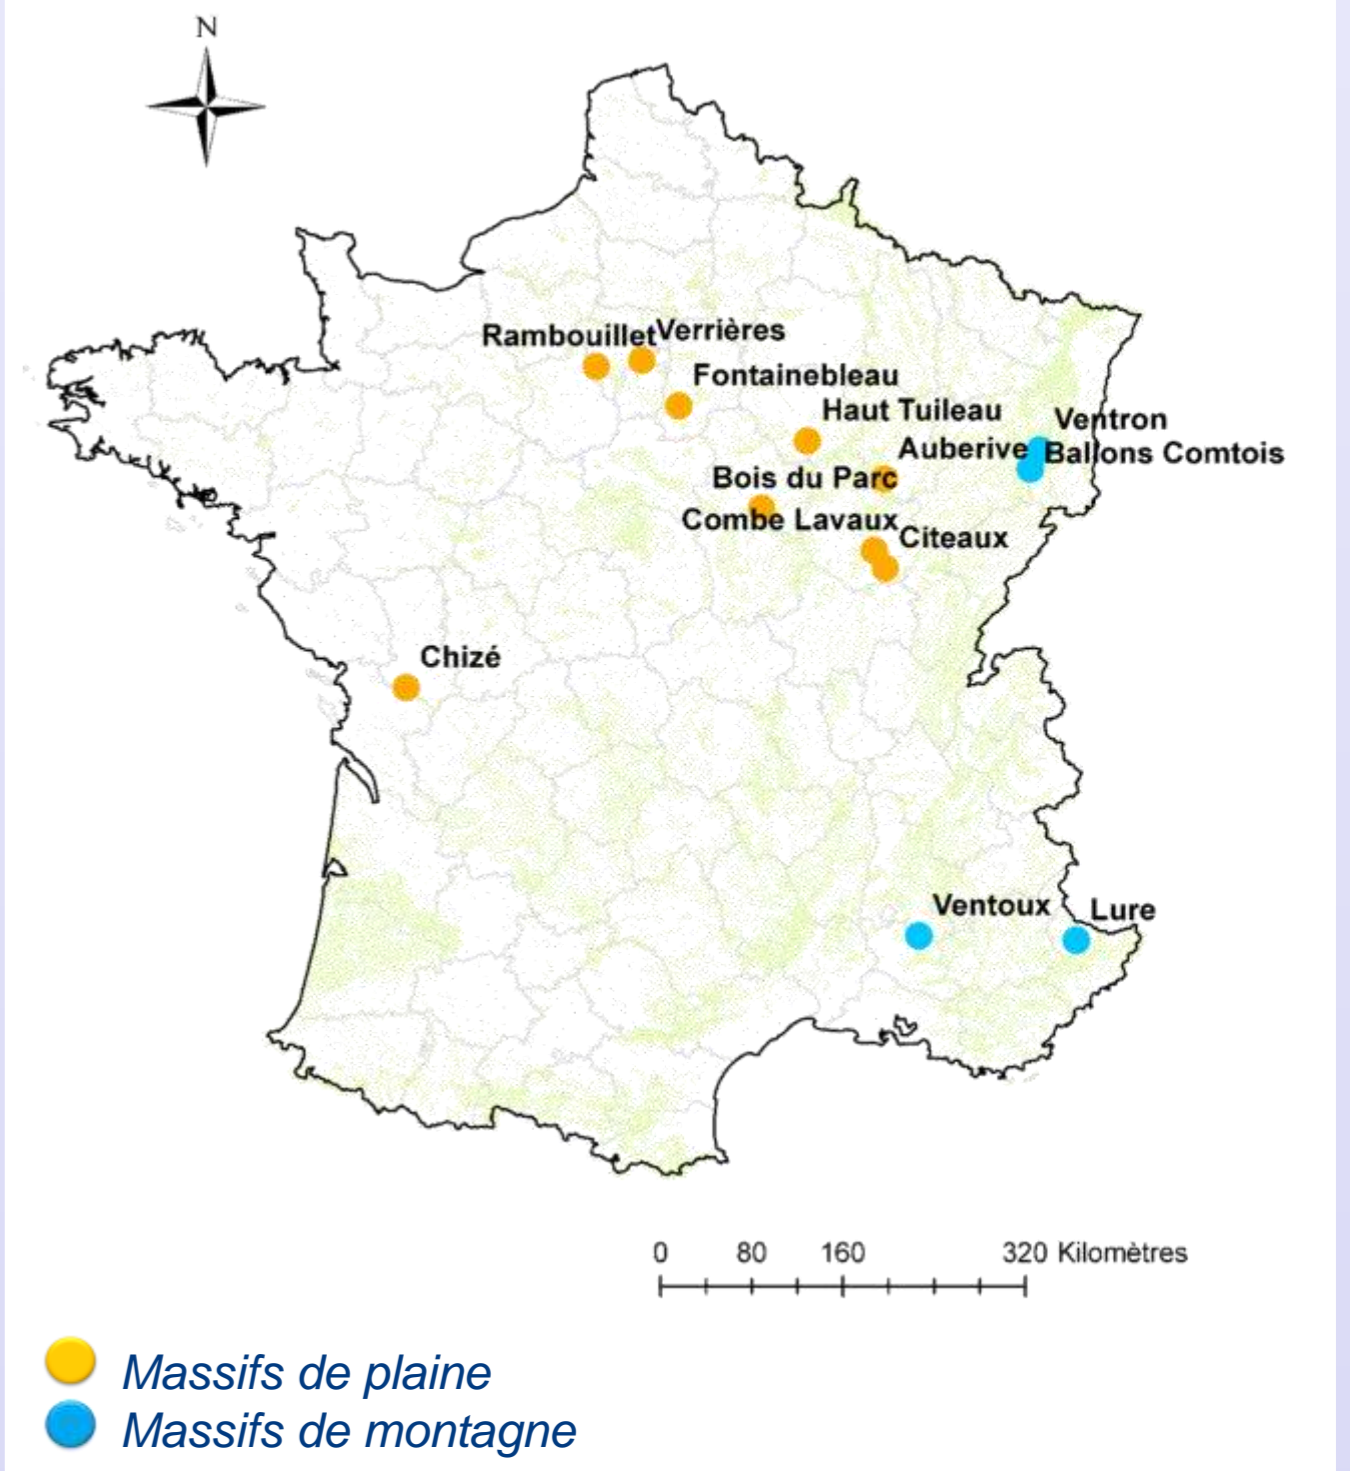 N
Rambouillet
Verrières
Fontainebleau
Haut Tuileau
Ventron
Auberive
Ballons Comtois
Bois du Parc
Combe Lavaux
Citeaux
Chizé
Ventoux
Lure
0 80 160 320 Kilomètres
Massifs de plaine
Massifs de montagne